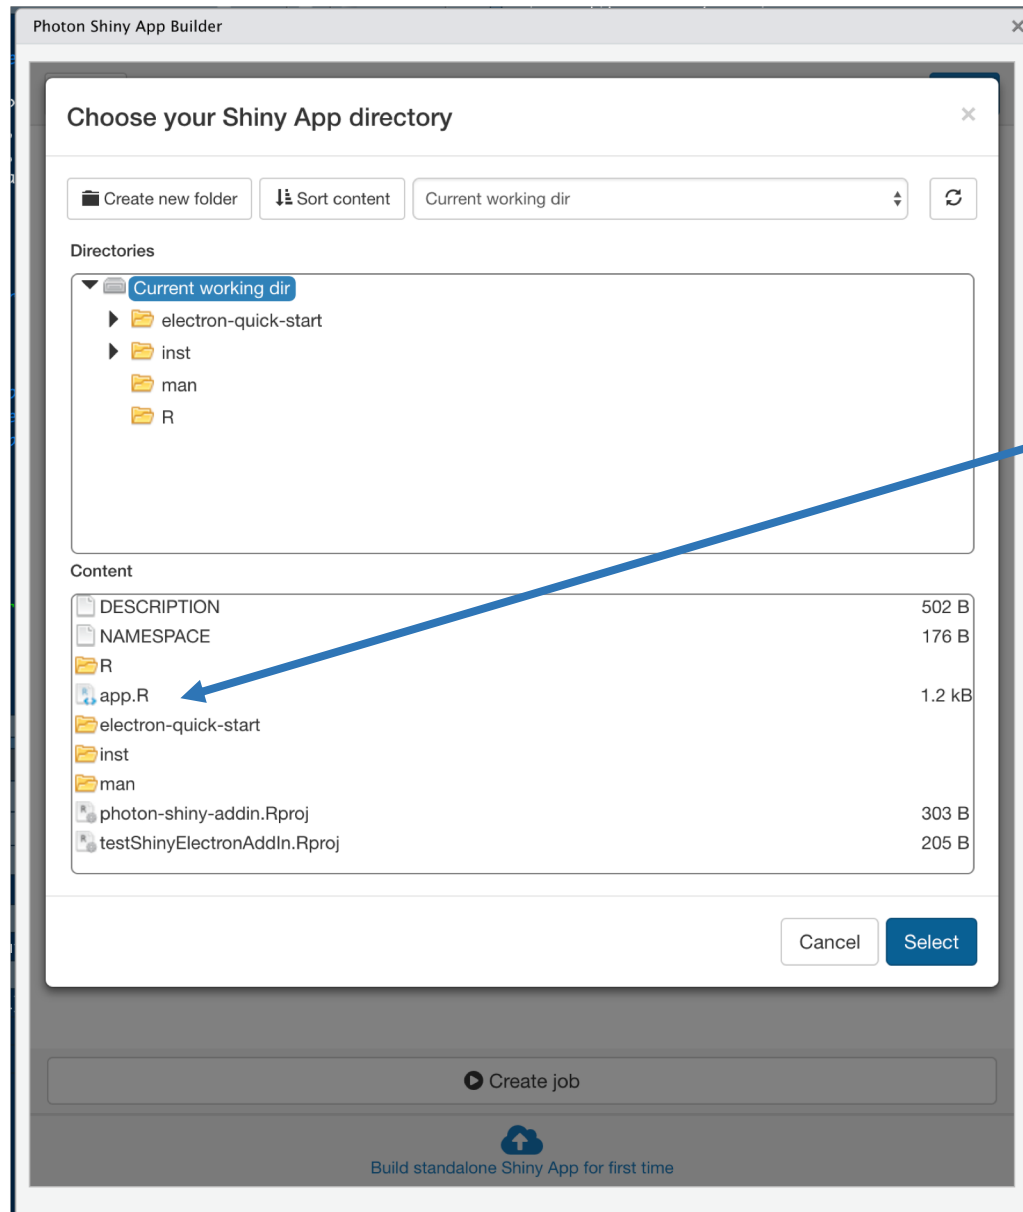 Photon Shiny App Builder
Choose your Shiny App directory
Create new folder Sort content Current working dir
Directories
Current working dir
electron-quick-start
inst
man
R
Content
DESCRIPTION 502 B
NAMESPACE 176 B
R
app.R 1.2 kB
electron-quick-start
inst
man
photon-shiny-addin.Rproj 303 B
testShinyElectronAddIn.Rproj 205 B
Cancel Select
Create job
Build standalone Shiny App for first time